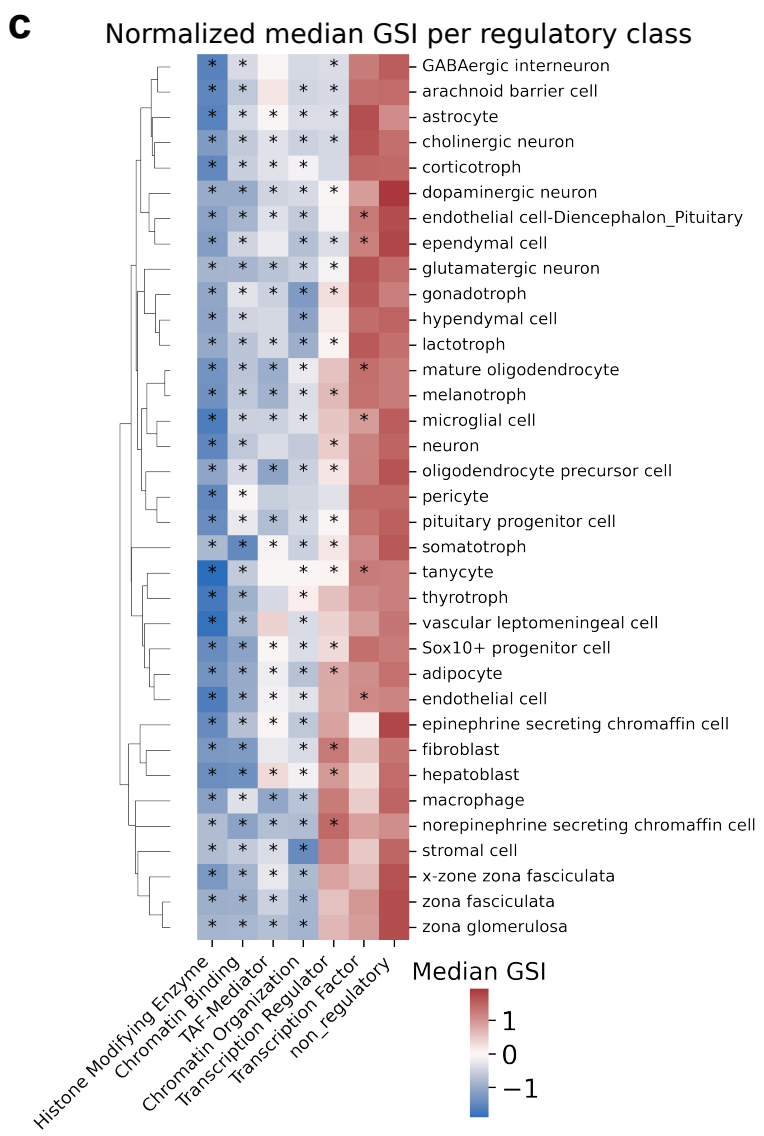 c
Normalized median GSI per regulatory class
GABAergic interneuron
arachnoid barrier cell
astrocyte
cholinergic neuron
corticotroph
dopaminergic neuron
endothelial cell-Diencephalon_Pituitary
ependymal cell
glutamatergic neuron
gonadotroph
hypendymal cell
lactotroph
mature oligodendrocyte
melanotroph
microglial cell
neuron
oligodendrocyte precursor cell
pericyte
pituitary progenitor cell
somatotroph
tanycyte
thyrotroph
vascular leptomeningeal cell
Sox10+ progenitor cell
adipocyte
endothelial cell
epinephrine secreting chromaffin cell
fibroblast
hepatoblast
macrophage
norepinephrine secreting chromaffin cell
stromal cell
x-zone zona fasciculata
zona fasciculata
zona glomerulosa
Histone Modifying Enzyme
Chromatin Binding
TAF-Mediator
Chromatin Organization
Transcription Regulator
Transcription Factor
non_regulatory
Median GSI
1
0
−1